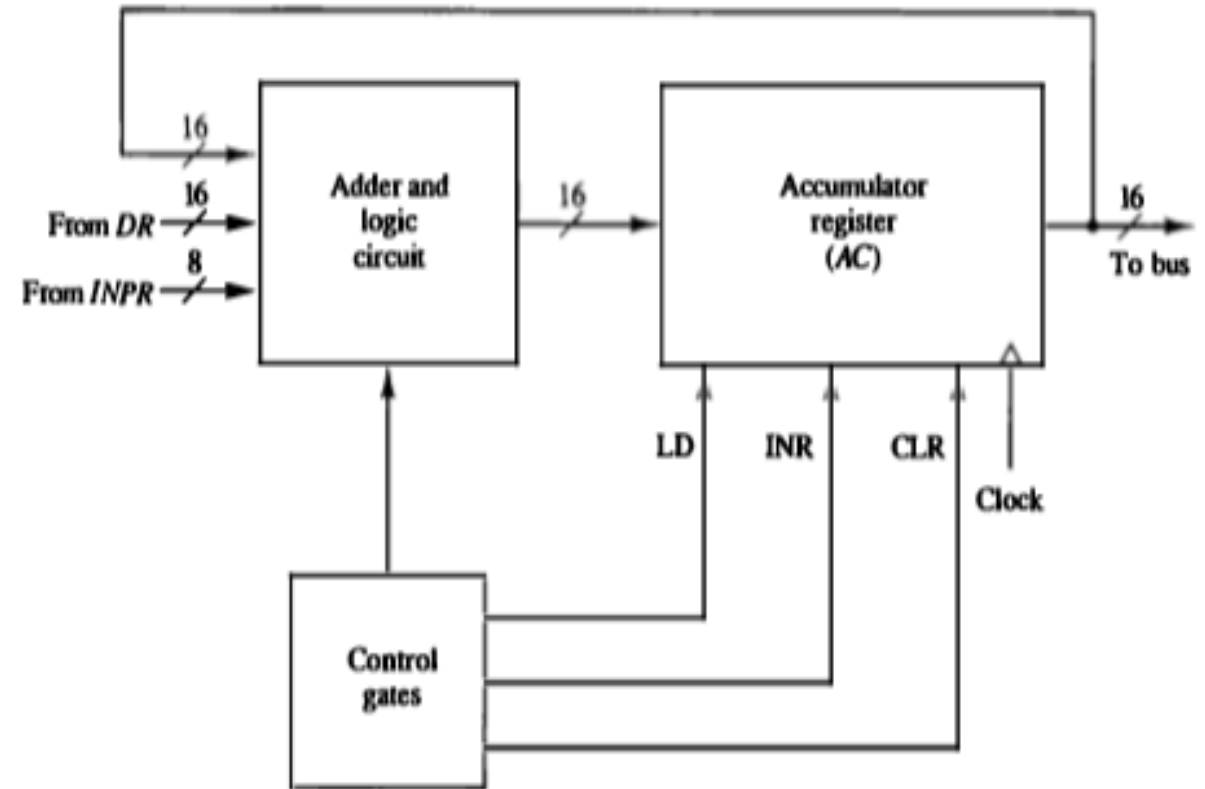 16
16
From DR
8
From INPR
Adder and
logic
circuit
16
Accumulator
register
(AC)
16
To bus
LD
INR
CLR
Clock
Control
gates